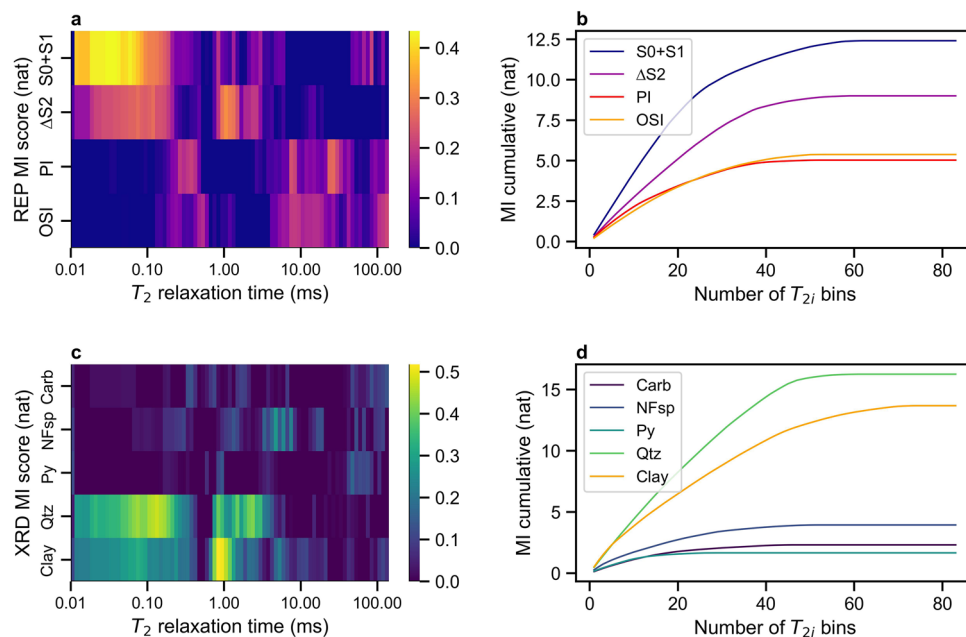 a
REP MI score (nat)
S0+S1
ΔS2
PI
OSI
0.01 0.10 1.00 10.00 100.00
T2 relaxation time (ms)
0.4
0.3
0.2
0.1
0.0
b
MI cumulative (nat)
12.5
10.0
7.5
5.0
2.5
0.0
S0+S1
ΔS2
PI
OSI
0 20 40 60 80
Number of T2i bins
c
XRD MI score (nat)
Carb
NFsp
Py
Qtz
Clay
0.01 0.10 1.00 10.00 100.00
T2 relaxation time (ms)
0.5
0.4
0.3
0.2
0.1
0.0
d
MI cumulative (nat)
15
10
5
0
Carb
NFsp
Py
Qtz
Clay
0 20 40 60 80
Number of T2i bins